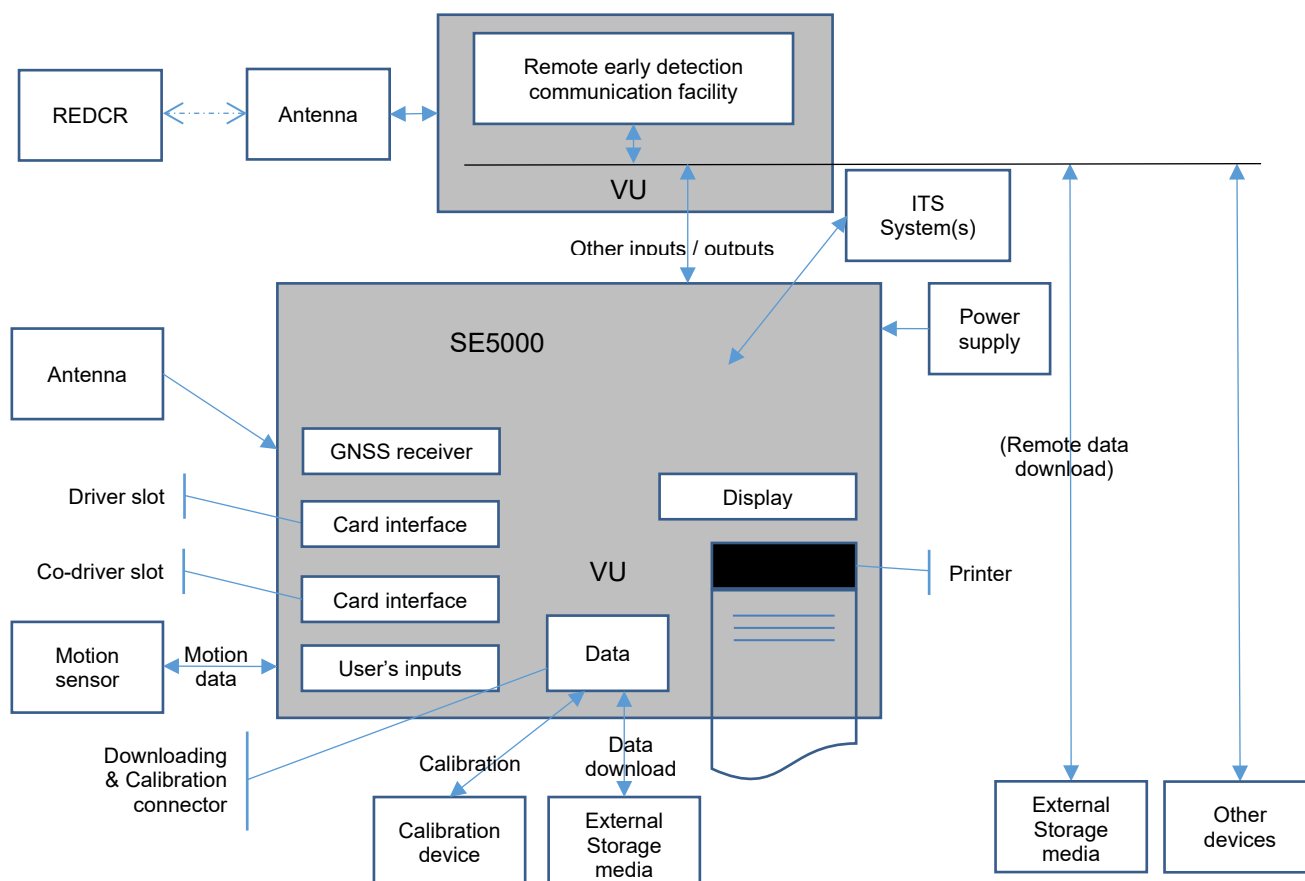 Remote early detection
communication facility
REDCR
Antenna
VU
ITS
System(s)
Other inputs / outputs
SE5000
Power
supply
Antenna
GNSS receiver
(Remote data
download)
Driver slot
Display
Card interface
Co-driver slot
VU
Printer
Card interface
Motion
sensor
Motion
data
User’s inputs
Data
Downloading
& Calibration
connector
Calibration
Data
download
Calibration
device
External
Storage
media
External
Storage
media
Other
devices